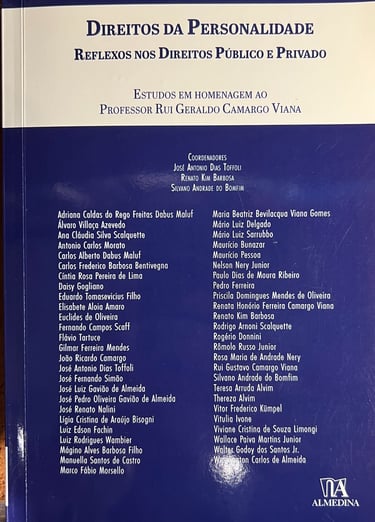 DIREITOS DA PERSONALIDADE
REFLEXOS NOS DIREITOS PÚBLICO E PRIVADO
ESTUDOS EM HOMENAGEM AO
PROFESSOR RUI GERALDO CAMARGO VIANA
COORDENADORES
JOSÉ ANTONIO DIAS TOFFOLI
RENATO KIM BARBOSA
SILVANO ANDRADE DO BOMFIM
Adriana Caldas do Rego Freitas Dabus Maluf
Álvaro Villaça Azevedo
Ana Cláudia Silva Scalquette
Antonio Carlos Morato
Carlos Alberto Dabus Maluf
Carlos Frederico Barbosa Bentivegna
Cíntia Rosa Pereira de Lima
Daisy Gogliano
Eduardo Tomasevicius Filho
Elisabete Aloia Amaro
Euclides de Oliveira
Fernando Campos Scaff
Flávio Tartuce
Gilmar Ferreira Mendes
João Ricardo Camargo
José Antonio Dias Toffoli
José Fernando Simão
José Luiz Gavião de Almeida
José Pedro Oliveira Gavião de Almeida
José Renato Nalini
Lígia Cristina de Araújo Bisogni
Luiz Edson Fachin
Luiz Rodrigues Wambier
Mágino Alves Barbosa Filho
Manuella Santos de Castro
Marco Fábio Morsello
Maria Beatriz Bevilacqua Viana Gomes
Mário Luiz Delgado
Mário Luiz Sarrubbo
Maurício Bunazar
Maurício Pessoa
Nelson Nery Junior
Paulo Dias de Moura Ribeiro
Pedro Ferreira
Priscila Domingues Mendes de Oliveira
Renata Honório Ferreira Camargo Viana
Renato Kim Barbosa
Rodrigo Arnoni Scalquette
Rogério Donnini
Rômolo Russo Junior
Rosa Maria de Andrade Nery
Rui Gustavo Camargo Viana
Silvano Andrade do Bomfim
Teresa Arruda Alvim
Thereza Alvim
Vitor Frederico Kümpel
Vitulia Ivone
Viviane Cristina de Souza Limongi
Wallace Paiva Martins Junior
Walter Godoy dos Santos Jr.
Washington Carlos de Almeida
ALMEDINA